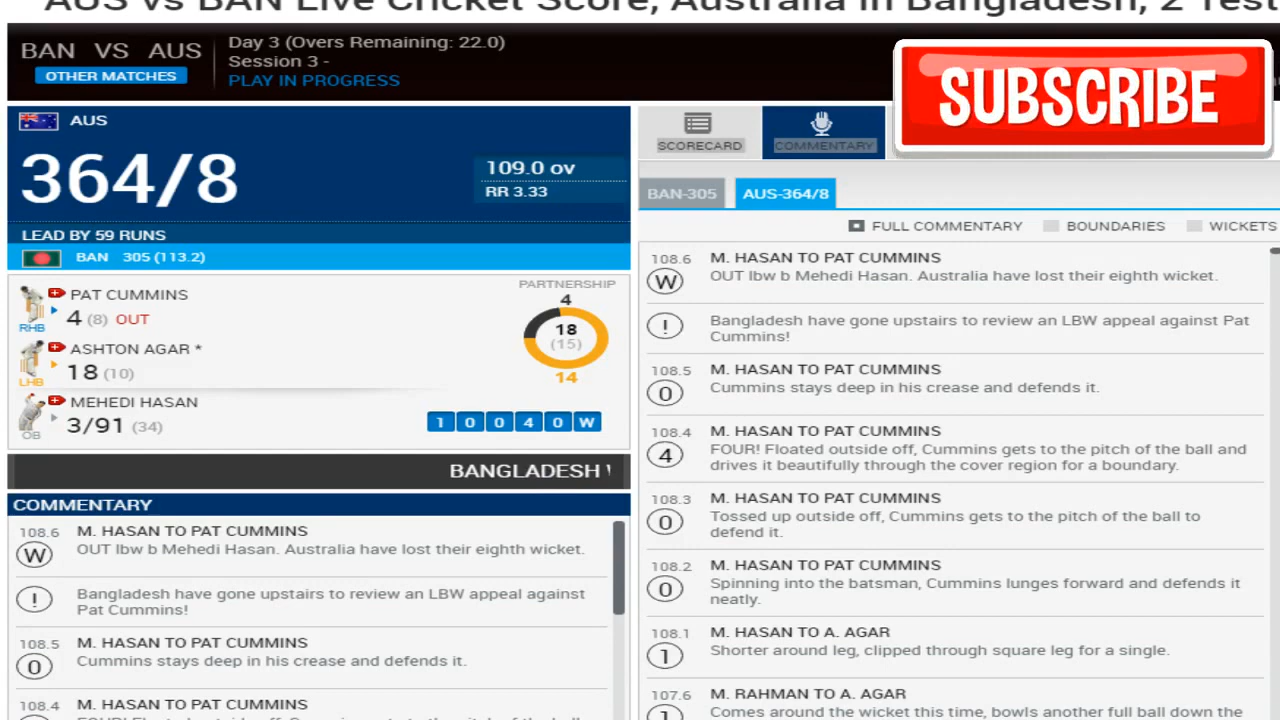 AUS vs BAN Live Cricket Score, Australia in Bangladesh, 2 Test
BAN VS AUS
OTHER MATCHES
Day 3 (Overs Remaining: 22.0)
Session 3 -
PLAY IN PROGRESS
SUBSCRIBE
AUS
364/8
109.0 ov
RR 3.33
LEAD BY 59 RUNS
BAN 305 (113.2)
PAT CUMMINS
4 (8) OUT
RHB
ASHTON AGAR *
18 (10)
LHB
MEHEDI HASAN
3/91 (34)
OB
PARTNERSHIP
4
18
(15)
14
1 0 0 4 0 W
BANGLADESH
COMMENTARY
108.6 M. HASAN TO PAT CUMMINS
W OUT lbw b Mehedi Hasan. Australia have lost their eighth wicket.
! Bangladesh have gone upstairs to review an LBW appeal against
Pat Cummins!
108.5 M. HASAN TO PAT CUMMINS
0 Cummins stays deep in his crease and defends it.
108.4 M. HASAN TO PAT CUMMINS
SCORECARD
COMMENTARY
BAN-305
AUS-364/8
FULL COMMENTARY
BOUNDARIES
WICKETS
108.6 M. HASAN TO PAT CUMMINS
W OUT lbw b Mehedi Hasan. Australia have lost their eighth wicket.
! Bangladesh have gone upstairs to review an LBW appeal against Pat
Cummins!
108.5 M. HASAN TO PAT CUMMINS
0 Cummins stays deep in his crease and defends it.
108.4 M. HASAN TO PAT CUMMINS
4 FOUR! Floated outside off, Cummins gets to the pitch of the ball and
drives it beautifully through the cover region for a boundary.
108.3 M. HASAN TO PAT CUMMINS
0 Tossed up outside off, Cummins gets to the pitch of the ball to
defend it.
108.2 M. HASAN TO PAT CUMMINS
0 Spinning into the batsman, Cummins lunges forward and defends it
neatly.
108.1 M. HASAN TO A. AGAR
1 Shorter around leg, clipped through square leg for a single.
107.6 M. RAHMAN TO A. AGAR
1 Comes around the wicket this time, bowls another full ball down the